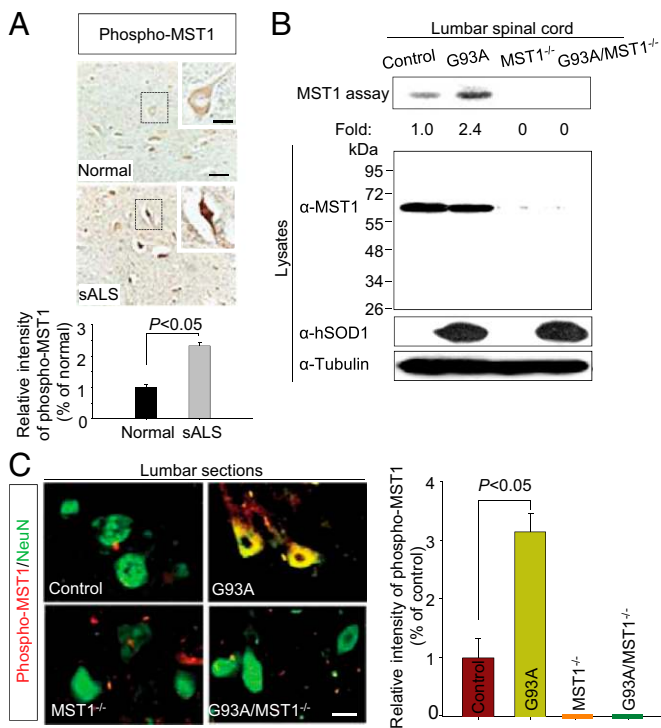 A
Phospho-MST1
Normal
sALS
Relative intensity
of phospho-MST1
(% of normal)
3
2
1
0
P<0.05
Normal sALS
B
Lumbar spinal cord
Control G93A MST1-/- G93A/MST1-/-
MST1 assay
Fold: 1.0 2.4 0 0
kDa
Lysates
95
72
55
48
34
26
α-MST1
α-hSOD1
α-Tubulin
C
Lumbar sections
Phospho-MST1/NeuN
Control
G93A
MST1-/-
G93A/MST1-/-
Relative intensity of phospho-MST1
(% of control)
4
3
2
1
0
P<0.05
Control
G93A
MST1-/-
G93A/MST1-/-